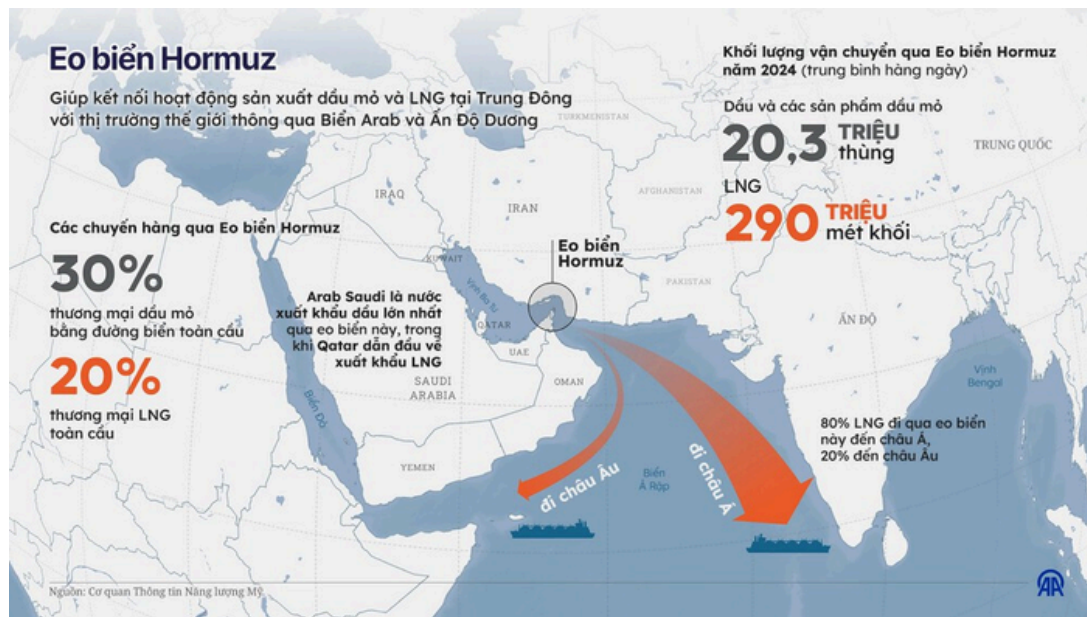 Eo biển Hormuz
Giúp kết nối hoạt động sản xuất dầu mỏ và LNG tại Trung Đông
với thị trường thế giới thông qua Biển Arab và Ấn Độ Dương
Khối lượng vận chuyển qua Eo biển Hormuz
năm 2024 (trung bình hàng ngày)
Dầu và các sản phẩm dầu mỏ
20,3 TRIỆU
thùng
LNG
290 TRIỆU
mét khối
Các chuyến hàng qua Eo biển Hormuz
30%
thương mại dầu mỏ
bằng đường biển toàn cầu
20%
thương mại LNG
toàn cầu
Arab Saudi là nước
xuất khẩu dầu lớn nhất
qua eo biển này, trong
khi Qatar dẫn đầu về
xuất khẩu LNG
Eo biển
Hormuz
TURKMENISTAN
TRUNG QUỐC
IRAQ
IRAN
AFGHANISTAN
KUWAIT
PAKISTAN
Vịnh Ba Tư
QATAR
UAE
ẤN ĐỘ
SAUDI
ARABIA
OMAN
Biển Đỏ
YEMEN
Vịnh
Bengal
Biển
Ả Rập
đi châu Âu
đi châu Á
80% LNG đi qua eo biển
này đến châu Á,
20% đến châu Âu
Nguồn: Cơ quan Thông tin Năng lượng Mỹ
AA